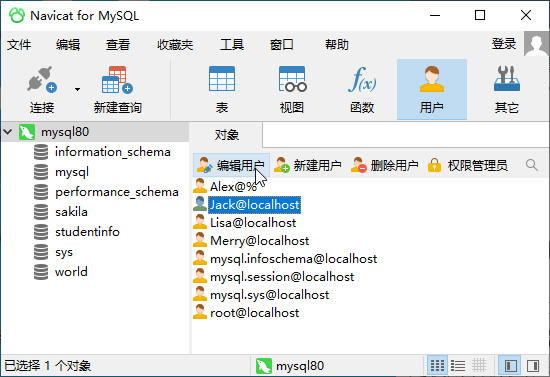 Navicat for MySQL
文件 编辑 查看 收藏夹 工具 窗口 帮助 登录
连接 新建查询 表 视图 f(x) 函数 用户 其它
mysql80
information_schema
mysql
performance_schema
sakila
studentinfo
sys
world
对象
编辑用户 新建用户 删除用户 权限管理员
Alex@%
Jack@localhost
Lisa@localhost
Merry@localhost
mysql.infoschema@localhost
mysql.session@localhost
mysql.sys@localhost
root@localhost
已选择 1 个对象 mysql80